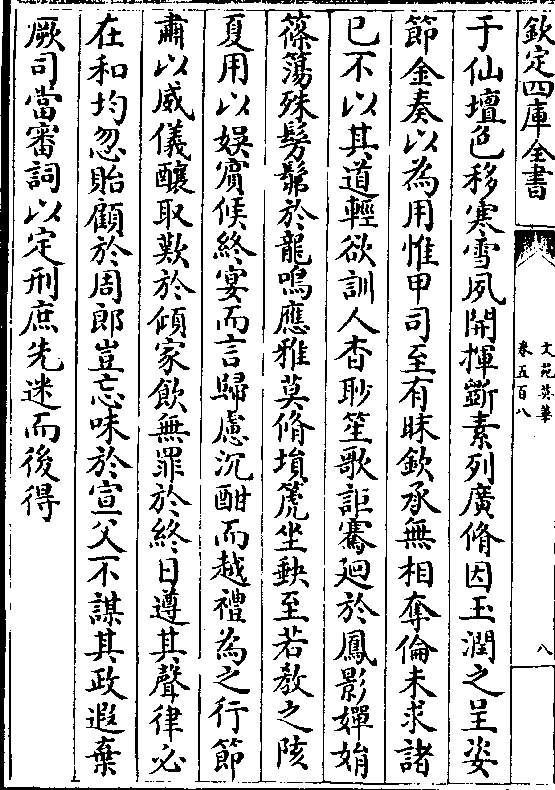 欽定四庫全書
文苑英華
卷五百八
八
于仙壇色移寒雪夙開揮斷素列廣脩因玉潤之呈姿
節金奏以為用惟甲司至有昧欽承無相奪倫未求諸
已不以其道輕欲訓人杳眇笙歌詎騫迴於鳳影嬋娟
篠簜殊髣髴於龍鳴應雅莫脩塤箎坐缺至若教之陔
夏用以娛賓候終宴而言歸慮沉酣而越禮為之行節
肅以威儀釀取歎於傾家飲無罪於終日遵其聲律必
在和均忽貽顧於周郎豈忘味於宣父不謀其政遐棄
厥司當審詞以定刑庶先迷而後得